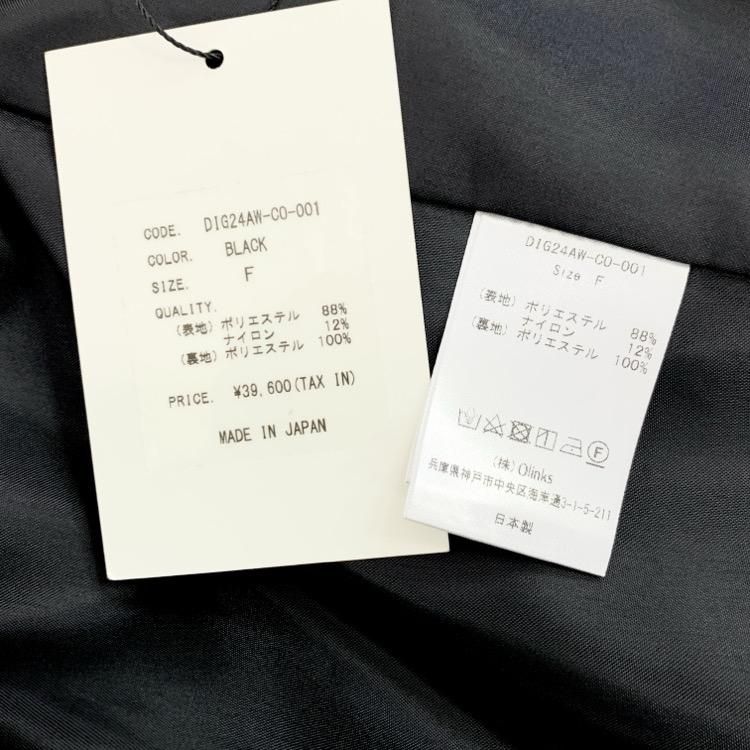 CODE. DIG24AW-CO-001
COLOR. BLACK
SIZE. F
QUALITY.
(表地) ポリエステル 88%
ナイロン 12%
(裏地) ポリエステル 100%
PRICE. ¥39,600(TAX IN)
MADE IN JAPAN
DIG24AW-CO-001
Size F
(表地) ポリエステル 88%
ナイロン 12%
(裏地) ポリエステル 100%
F
(株) Olinks
兵庫県神戸市中央区海岸通3-1-5-211
日本製